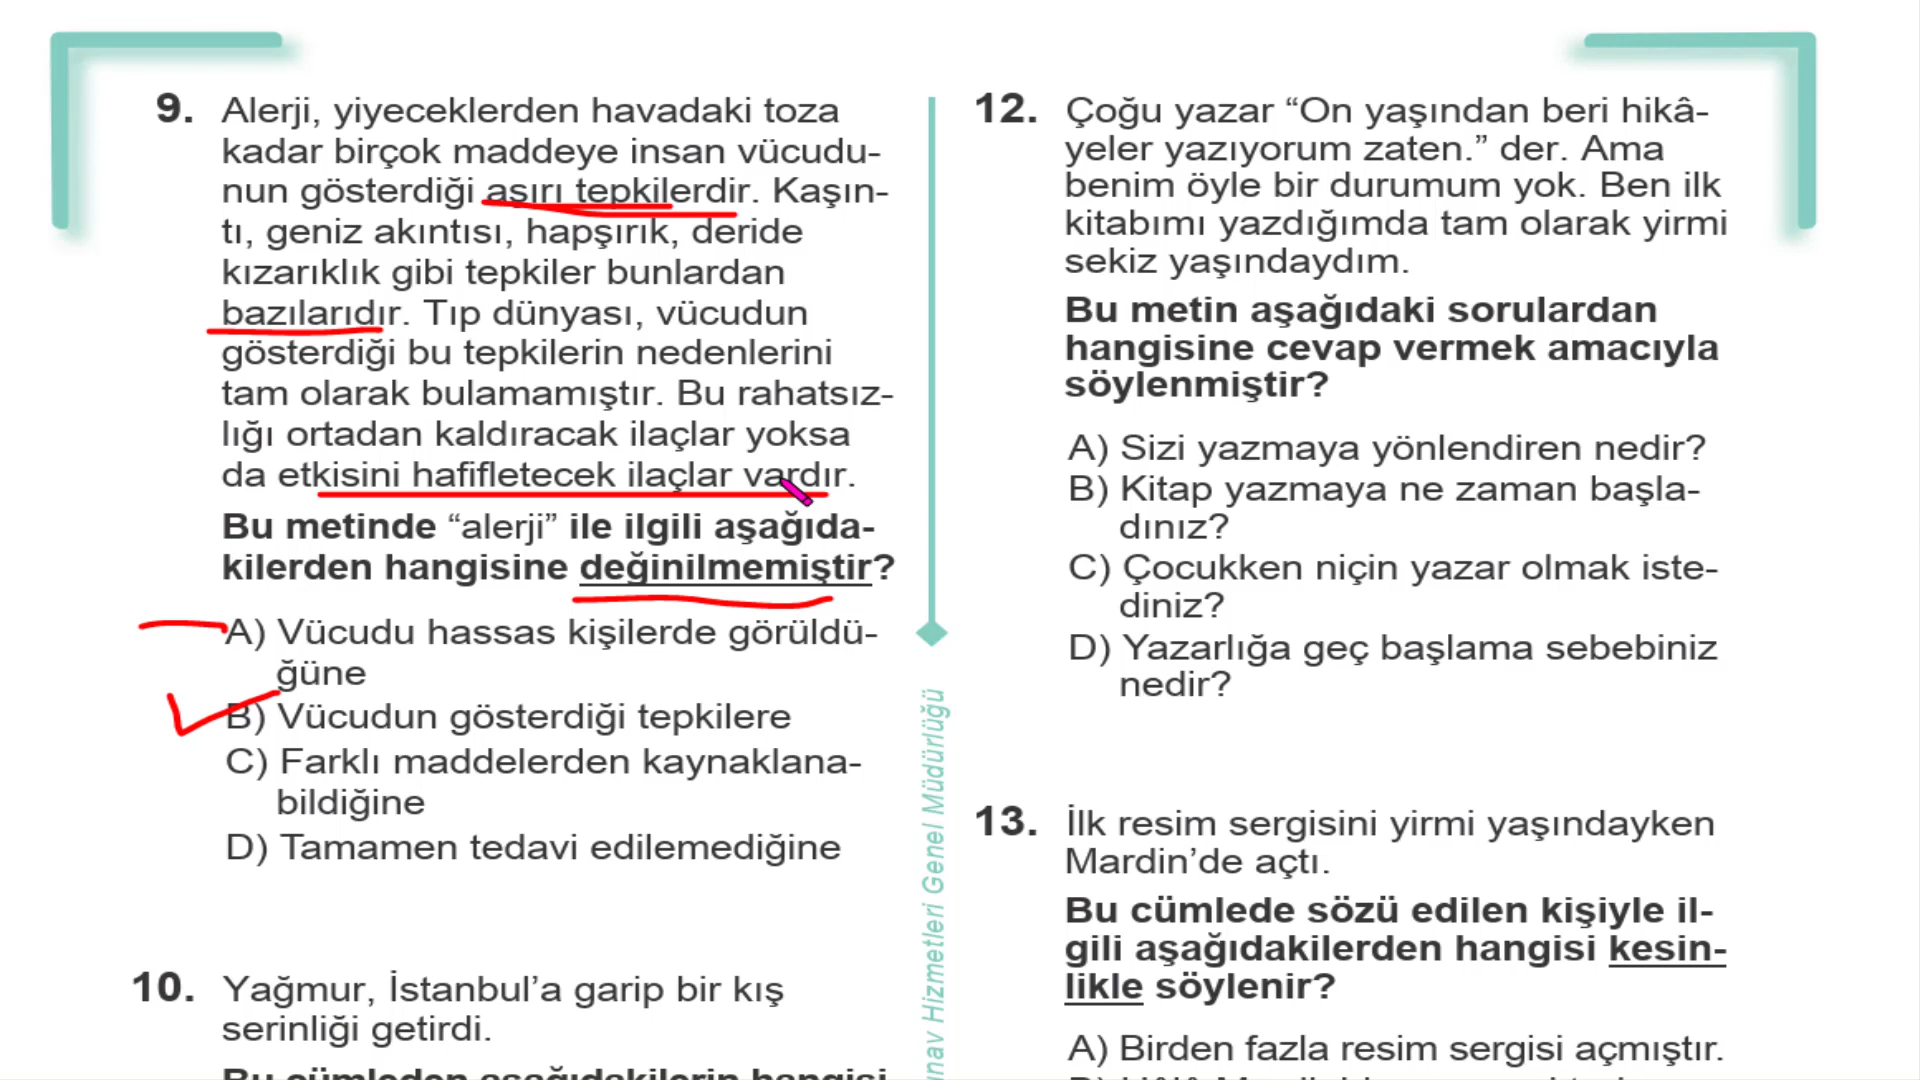 9. Alerji, yiyeceklerden havadaki toza
kadar birçok maddeye insan vücudu-
nun gösterdiği aşırı tepkilerdir. Kaşın-
tı, geniz akıntısı, hapşırık, deride
kızarıklık gibi tepkiler bunlardan
bazılarıdır. Tıp dünyası, vücudun
gösterdiği bu tepkilerin nedenlerini
tam olarak bulamamıştır. Bu rahatsız-
lığı ortadan kaldıracak ilaçlar yoksa
da etkisini hafifletecek ilaçlar vardır.
Bu metinde “alerji” ile ilgili aşağıda-
kilerden hangisine değinilmemiştir?
A) Vücudu hassas kişilerde görüldü-
ğüne
B) Vücudun gösterdiği tepkilere
C) Farklı maddelerden kaynaklana-
bildiğine
D) Tamamen tedavi edilemediğine
10. Yağmur, İstanbul’a garip bir kış
serinliği getirdi.
Bu cümleden aşağıdakilerin hangisi
Hizmetleri Genel Müdürlüğü
12. Çoğu yazar “On yaşından beri hikâ-
yeler yazıyorum zaten.” der. Ama
benim öyle bir durumum yok. Ben ilk
kitabımı yazdığımda tam olarak yirmi
sekiz yaşındaydım.
Bu metin aşağıdaki sorulardan
hangisine cevap vermek amacıyla
söylenmiştir?
A) Sizi yazmaya yönlendiren nedir?
B) Kitap yazmaya ne zaman başla-
dınız?
C) Çocukken niçin yazar olmak iste-
diniz?
D) Yazarlığa geç başlama sebebiniz
nedir?
13. İlk resim sergisini yirmi yaşındayken
Mardin’de açtı.
Bu cümlede sözü edilen kişiyle il-
gili aşağıdakilerden hangisi kesin-
likle söylenir?
A) Birden fazla resim sergisi açmıştır.